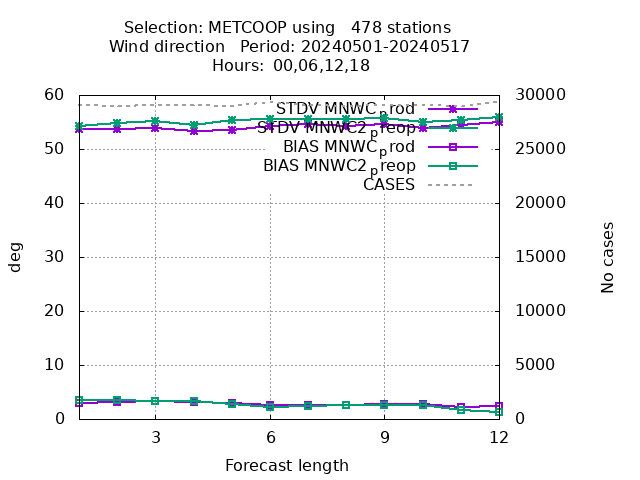 Selection: METCOOP using 478 stations
Wind direction Period: 20240501-20240517
Hours: 00,06,12,18
60 30000
STDV MNWC_prod
STDV MNWC2_preop
50 25000
BIAS MNWC_prod
BIAS MNWC2_preop
CASES
40 20000
30 15000
deg
No cases
20 10000
10 5000
0 0
3 6 9 12
Forecast length